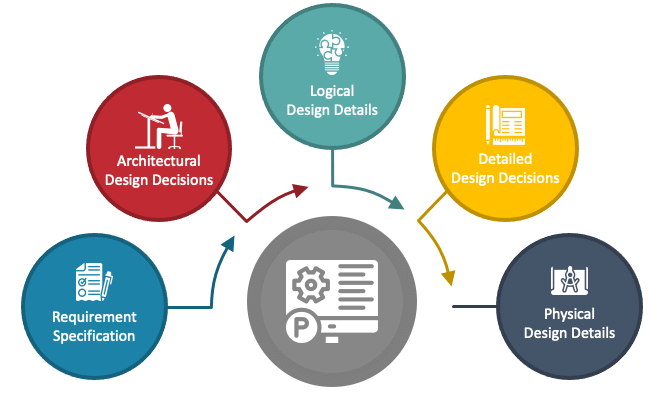 Requirement
Specification
Architectural
Design Decisions
Logical
Design Details
Detailed
Design Decisions
Physical
Design Details
P